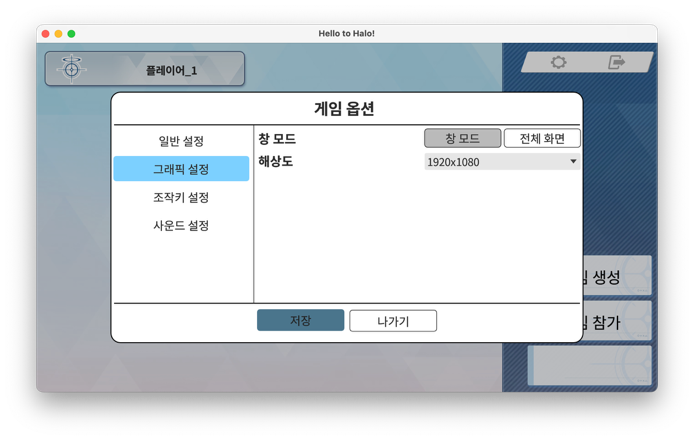 Hello to Halo!
플레이어_1
게임 옵션
일반 설정
그래픽 설정
조작키 설정
사운드 설정
창 모드
창 모드
전체 화면
해상도
1920x1080
생성
참가
저장
나가기